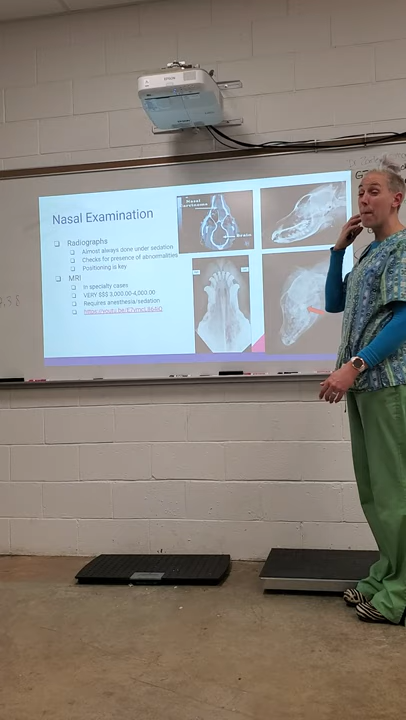 EPSON
Nasal Examination
❑ Radiographs
❑ Almost always done under sedation
❑ Checks for presence of abnormalities
❑ Positioning is key
❑ MRI
❑ In specialty cases
❑ VERY $$$ 3,000.00-4,000.00
❑ Requires anesthesia/sedation
Nasal
Brain